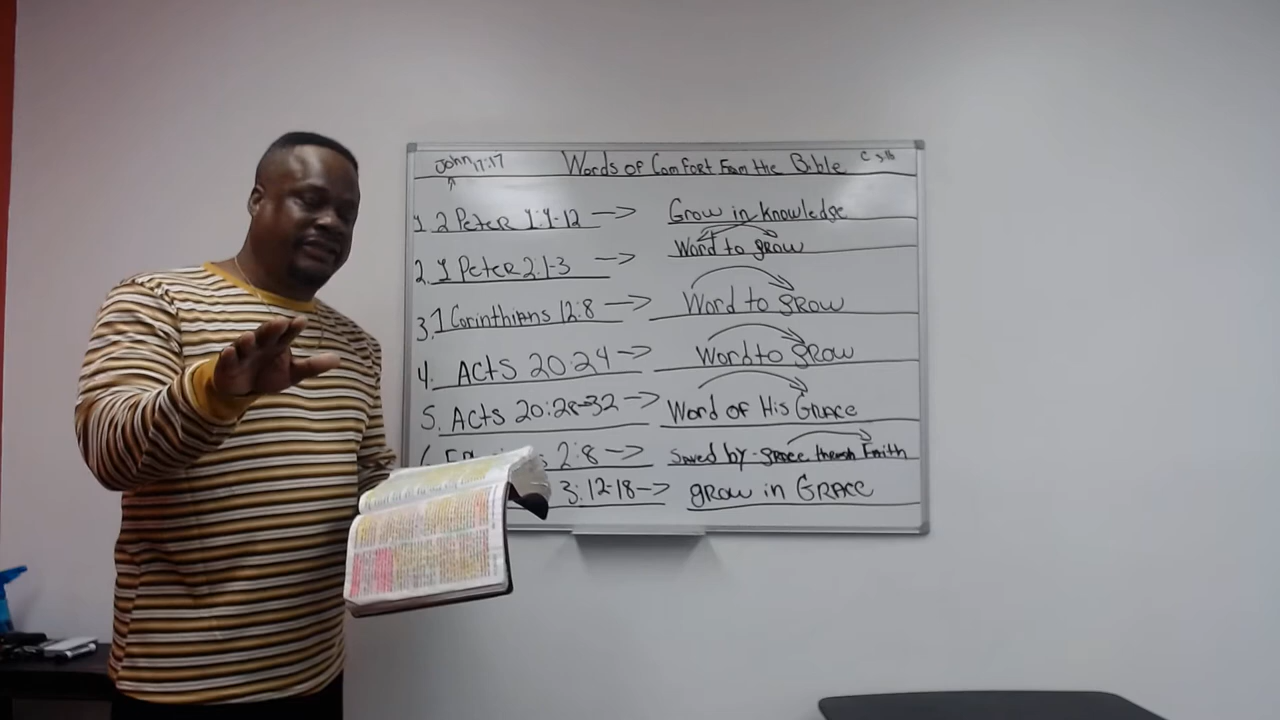 John 17:17 Words of Comfort From the Bible
1. 2 Peter 1:1-12 -> Grow in Knowledge
2. 1 Peter 2:1-3 -> Word to grow
3. 1 Corinthians 12:8 -> Word to gRow
4. Acts 20:24 -> Word to gRow
5. Acts 20:28-32 -> Word of His Grace
2:8 -> Saved by - grace through Faith
3:12-18 -> gRow in GRace